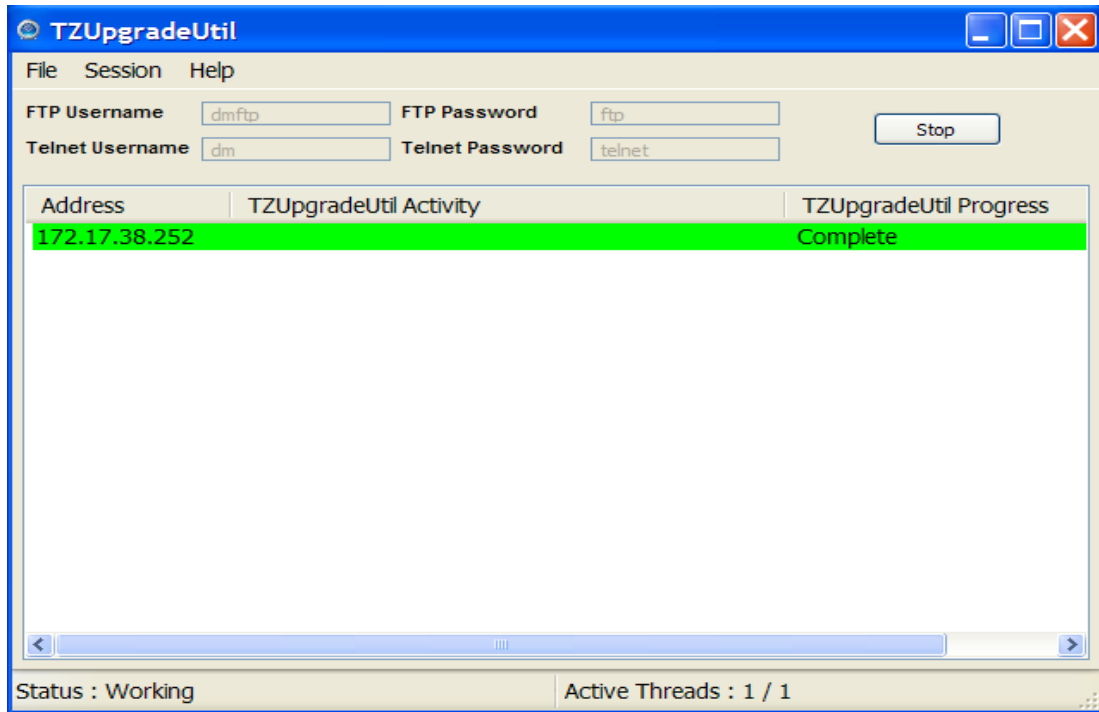 TZUpgradeUtil
File Session Help
FTP Username dmftp FTP Password ftp
Stop
Telnet Username dm Telnet Password telnet
Address TZUpgradeUtil Activity TZUpgradeUtil Progress
172.17.38.252 Complete
Status : Working Active Threads : 1 / 1